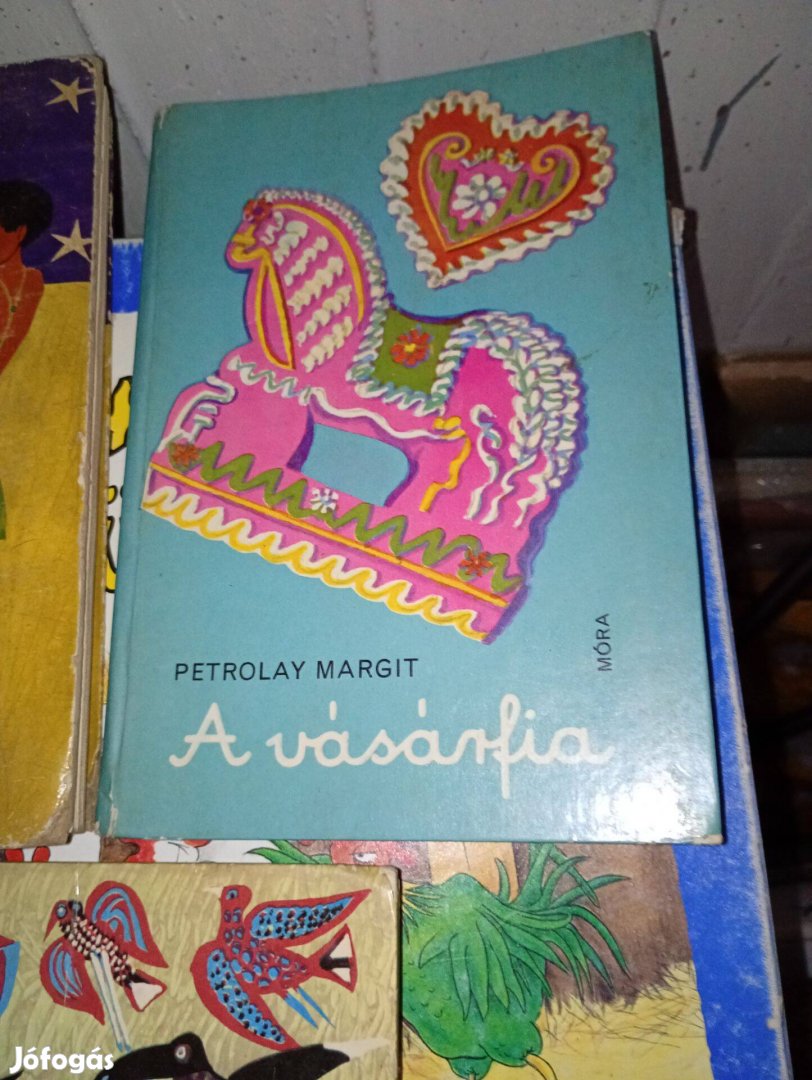 PETROLAY MARGIT
MÓRA
A vásárfia
Jófogás